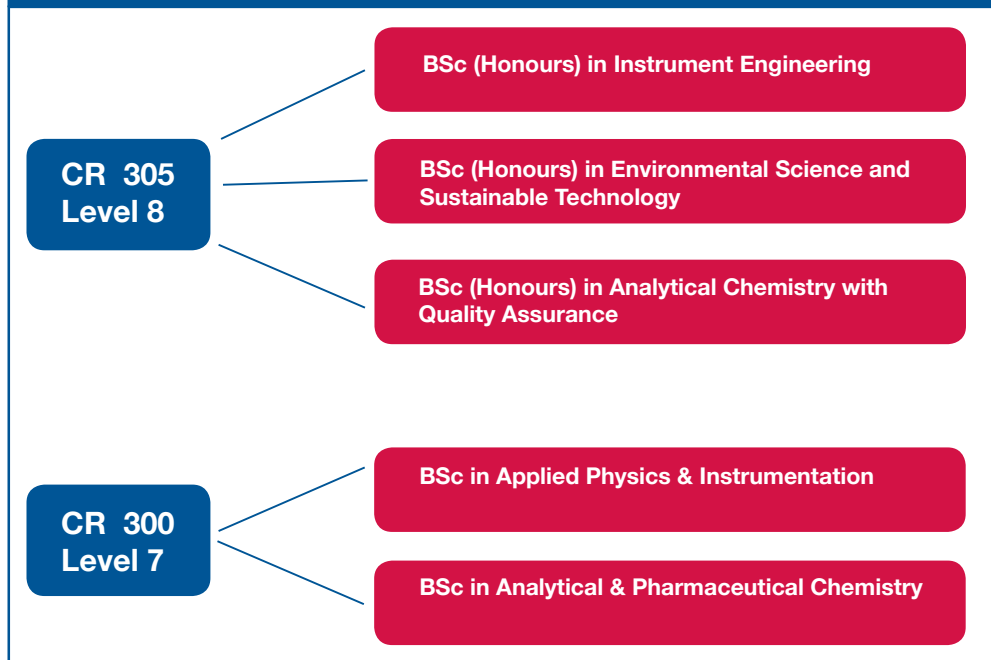 BSc (Honours) in Instrument Engineering
CR 305
Level 8
BSc (Honours) in Environmental Science and
Sustainable Technology
BSc (Honours) in Analytical Chemistry with
Quality Assurance
BSc in Applied Physics & Instrumentation
CR 300
Level 7
BSc in Analytical & Pharmaceutical Chemistry